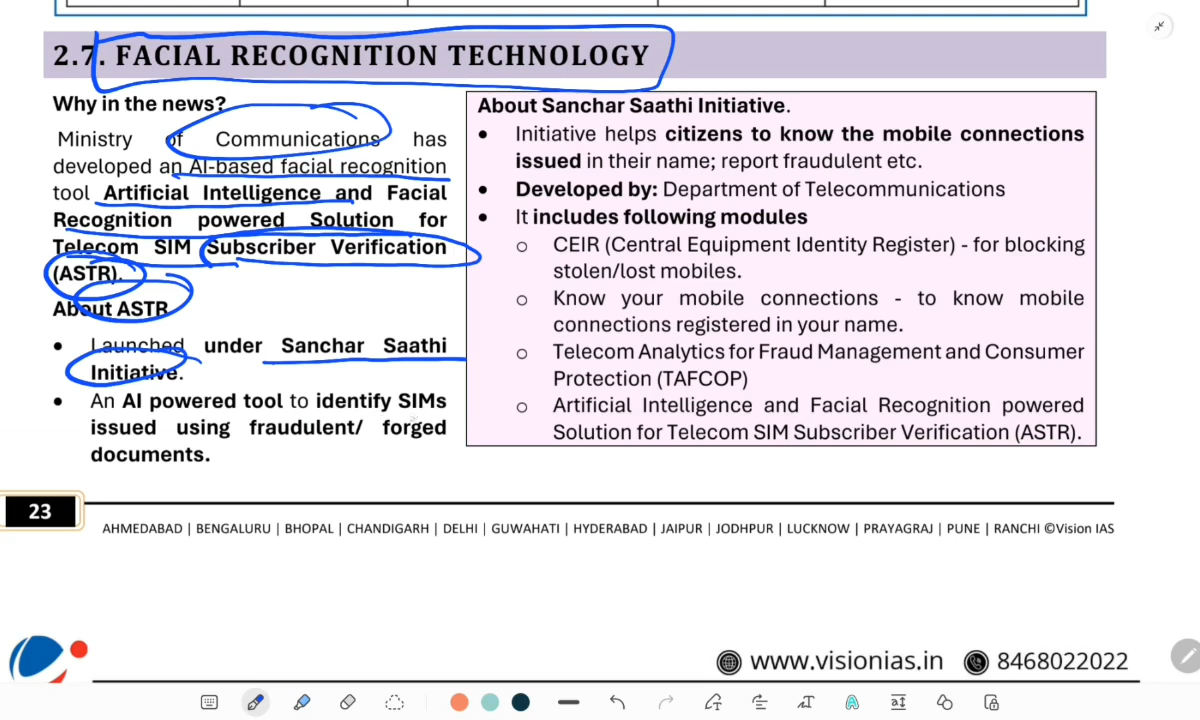 2.7. FACIAL RECOGNITION TECHNOLOGY
Why in the news?
Ministry of Communications has
developed an AI-based facial recognition
tool Artificial Intelligence and Facial
Recognition powered Solution for
Telecom SIM Subscriber Verification
(ASTR).
About ASTR
• Launched under Sanchar Saathi
Initiative.
• An AI powered tool to identify SIMs
issued using fraudulent/ forged
documents.
About Sanchar Saathi Initiative.
• Initiative helps citizens to know the mobile connections
issued in their name; report fraudulent etc.
• Developed by: Department of Telecommunications
• It includes following modules
o CEIR (Central Equipment Identity Register) - for blocking
stolen/lost mobiles.
o Know your mobile connections - to know mobile
connections registered in your name.
o Telecom Analytics for Fraud Management and Consumer
Protection (TAFCOP)
o Artificial Intelligence and Facial Recognition powered
Solution for Telecom SIM Subscriber Verification (ASTR).
23
AHMEDABAD | BENGALURU | BHOPAL | CHANDIGARH | DELHI | GUWAHATI | HYDERABAD | JAIPUR | JODHPUR | LUCKNOW | PRAYAGRAJ | PUNE | RANCHI ©Vision IAS
www.visionias.in 8468022022